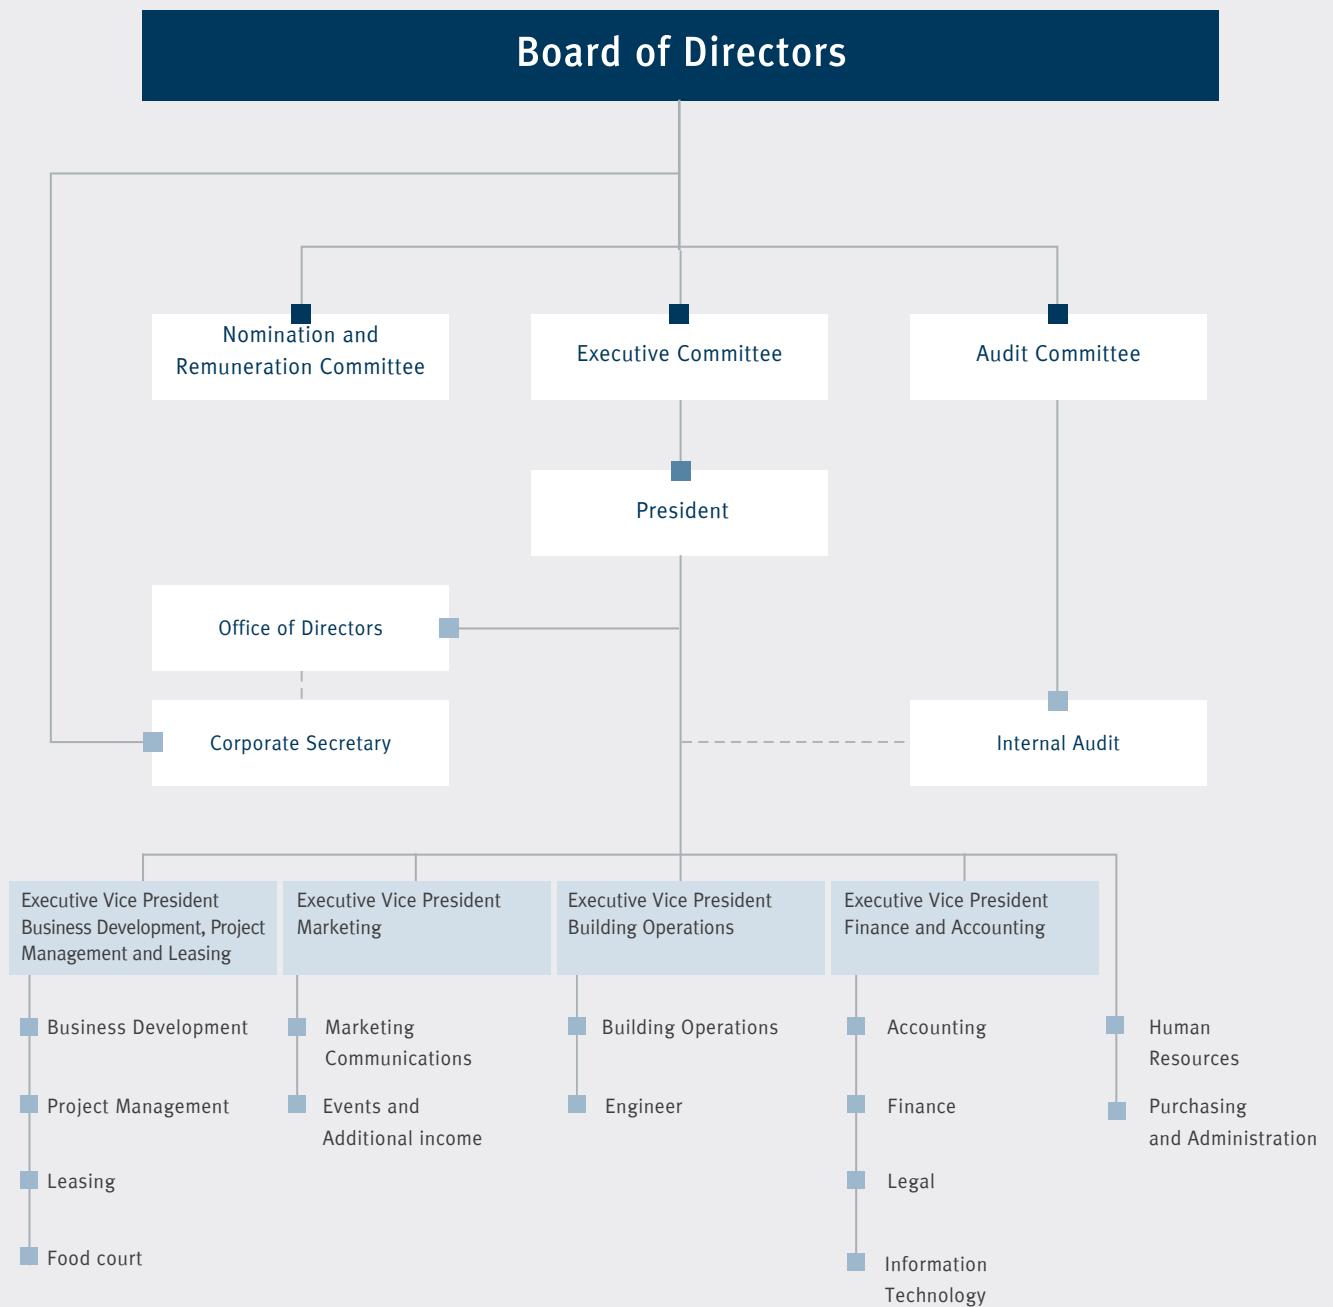 Board of Directors
Nomination and
Remuneration Committee
Executive Committee
Audit Committee
President
Office of Directors
Corporate Secretary
Internal Audit
Executive Vice President
Business Development, Project
Management and Leasing
Executive Vice President
Marketing
Executive Vice President
Building Operations
Executive Vice President
Finance and Accounting
Business Development
Project Management
Leasing
Food court
Marketing
Communications
Events and
Additional income
Building Operations
Engineer
Accounting
Finance
Legal
Information
Technology
Human
Resources
Purchasing
and Administration